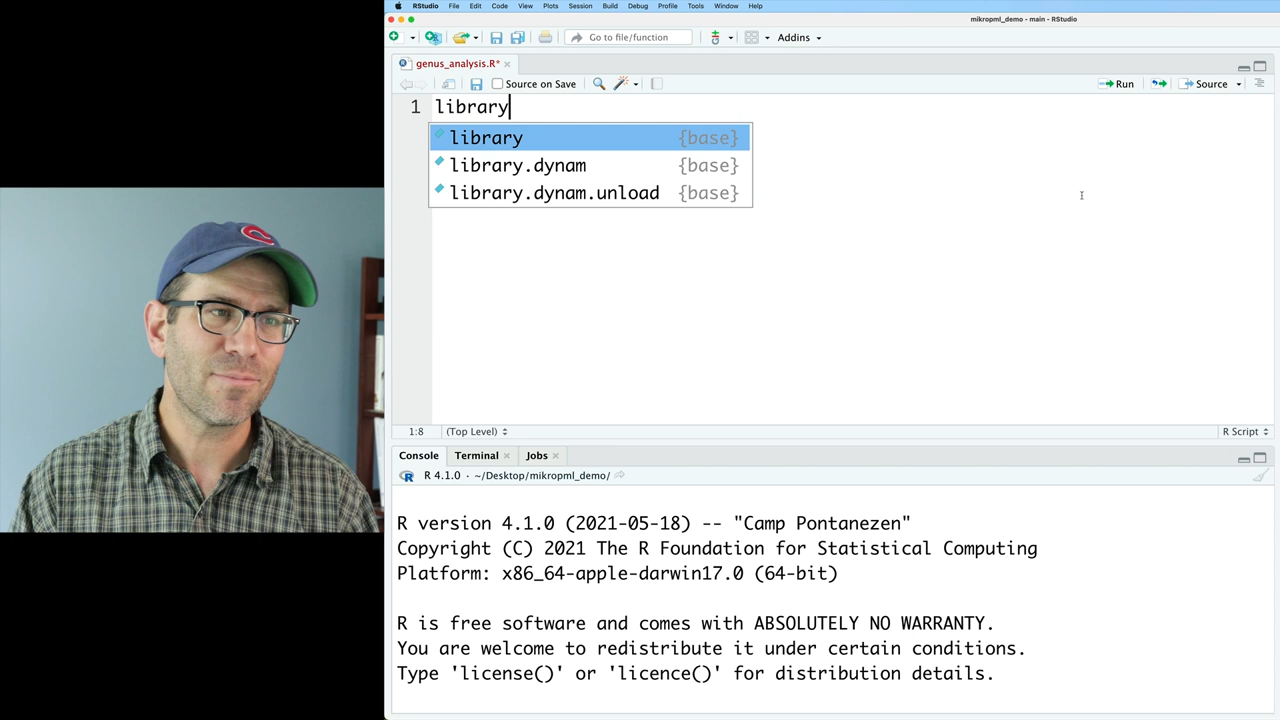 RStudio File Edit Code View Plots Session Build Debug Profile Tools Window Help
mikropml_demo - main - RStudio
Go to file/function Addins
genus_analysis.R*
Source on Save Run Source
1 library
library {base}
library.dynam {base}
library.dynam.unload {base}
1:8 (Top Level) R Script
Console Terminal Jobs
R 4.1.0 · ~/Desktop/mikropml_demo/
R version 4.1.0 (2021-05-18) -- "Camp Pontanezen"
Copyright (C) 2021 The R Foundation for Statistical Computing
Platform: x86_64-apple-darwin17.0 (64-bit)
R is free software and comes with ABSOLUTELY NO WARRANTY.
You are welcome to redistribute it under certain conditions.
Type 'license()' or 'licence()' for distribution details.
C